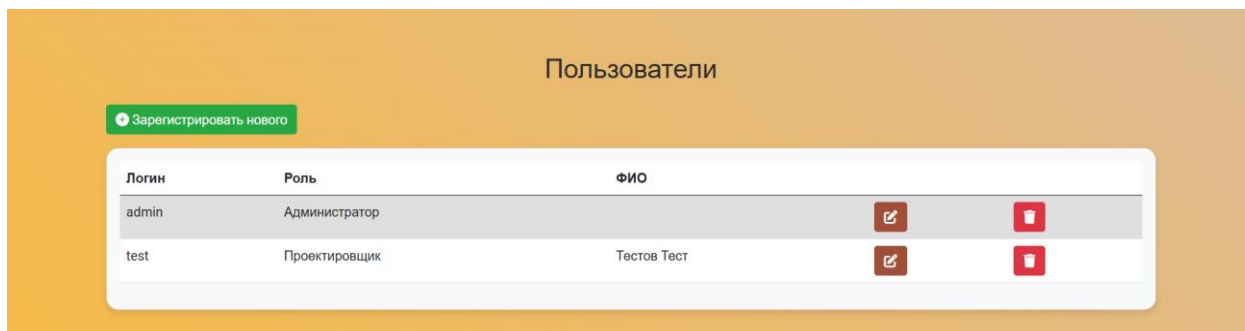 Пользователи
Зарегистрировать нового
Логин Роль ФИО
admin Администратор
test Проектировщик Тестов Тест